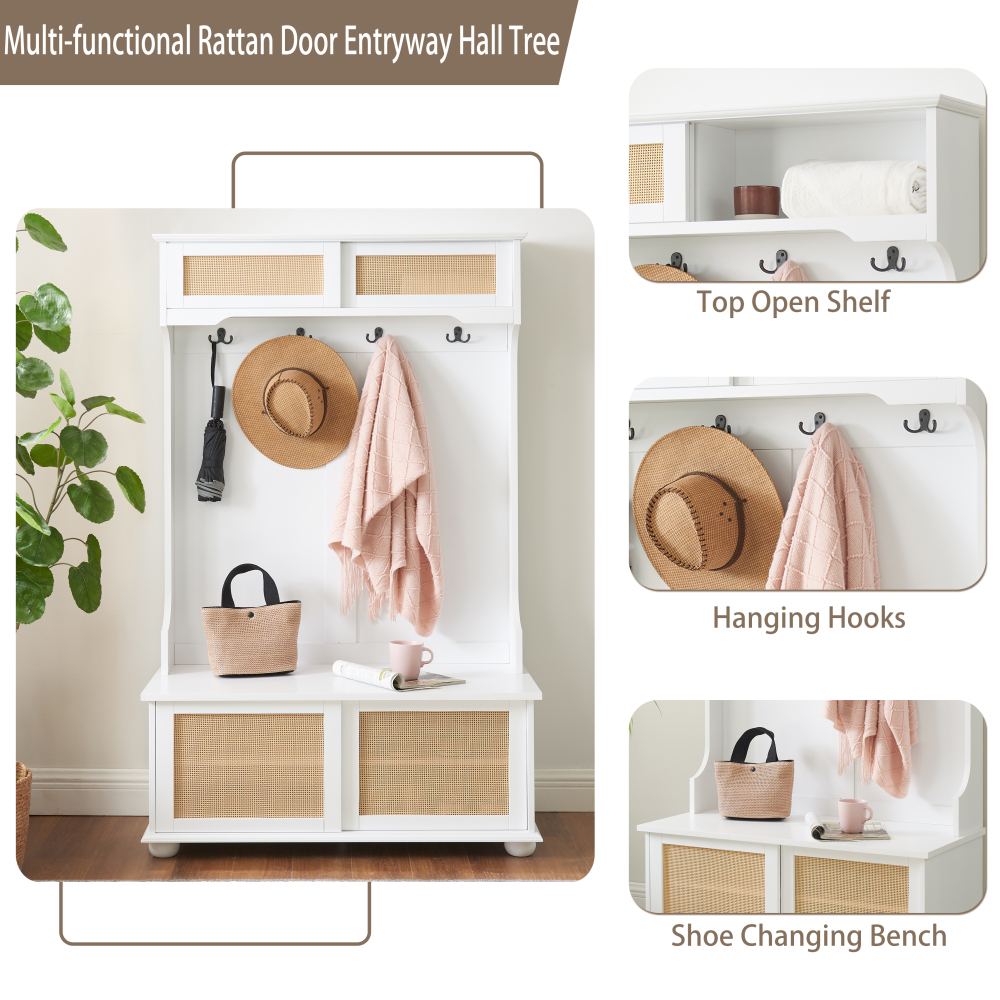 Multi-functional Rattan Door Entryway Hall Tree
Top Open Shelf
Hanging Hooks
Shoe Changing Bench